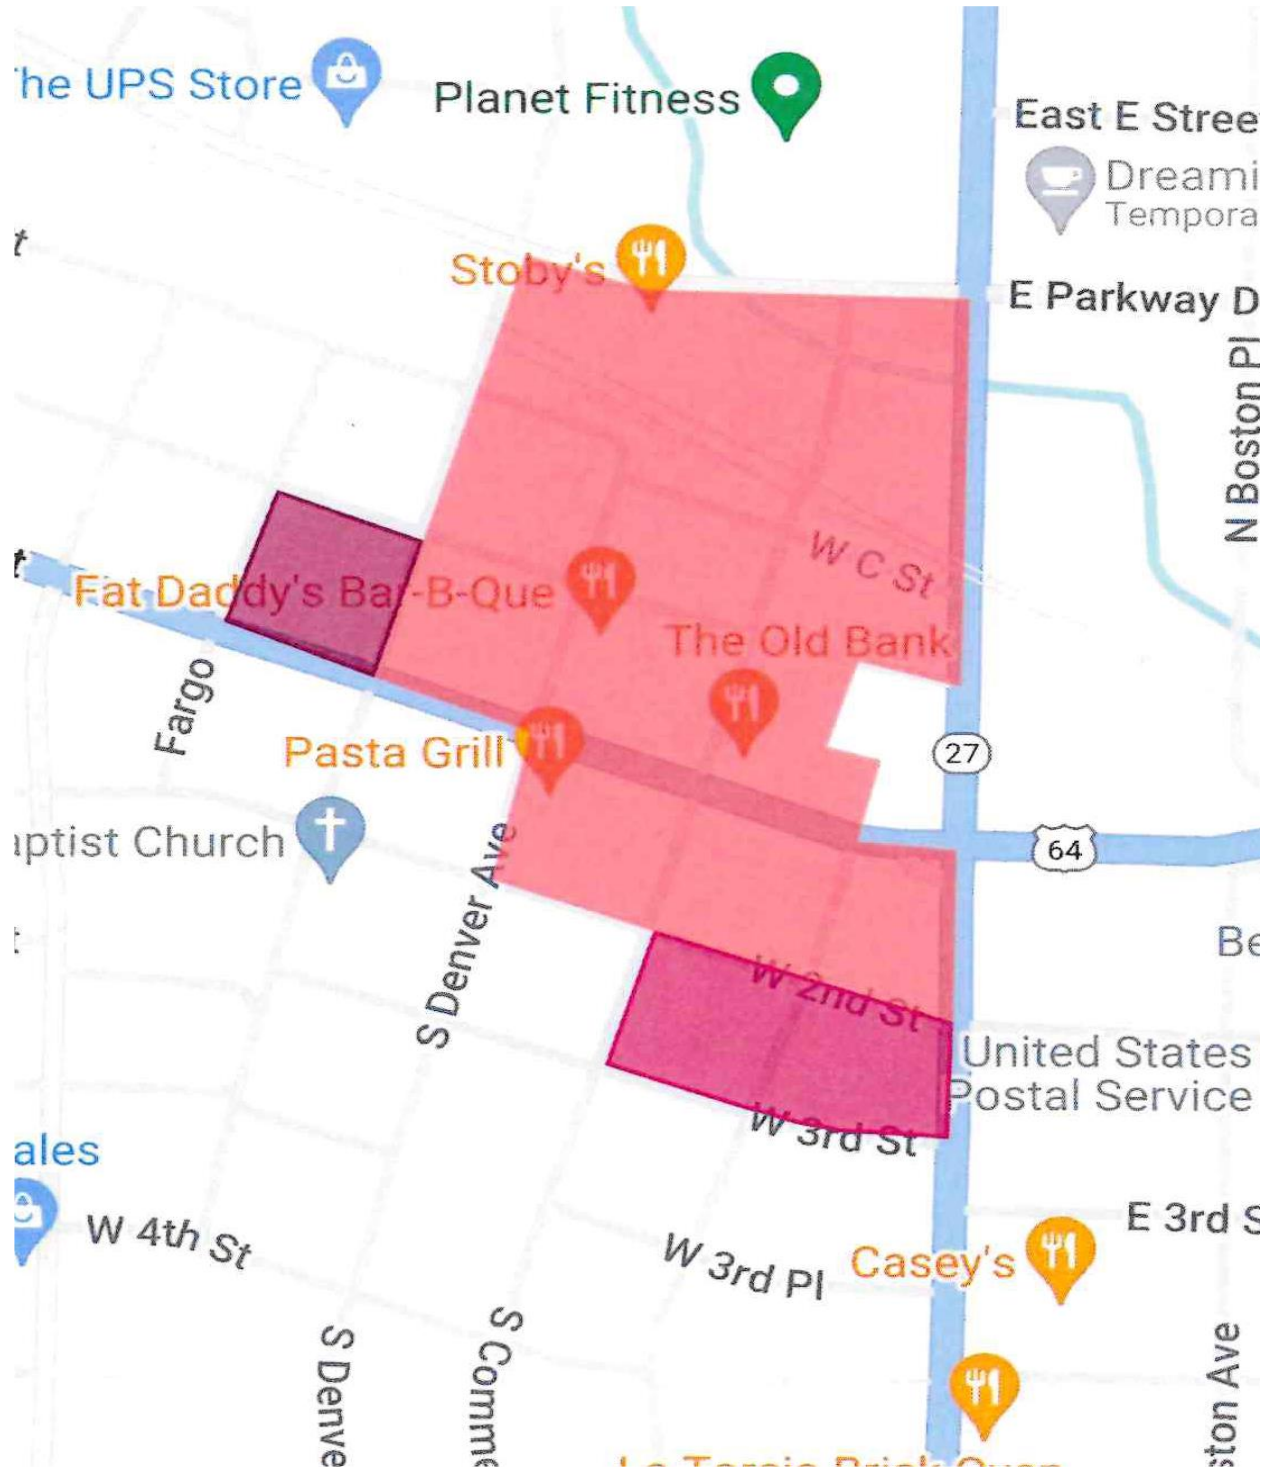 he UPS Store
Planet Fitness
East E Stree
Dreami
Tempora
t
Stoby's
E Parkway D
N Boston Pl
W C St
t
Fat Daddy's Bar-B-Que
The Old Bank
Fargo
Pasta Grill
27
aptist Church
64
S Denver Ave
t
Be
W 2nd St
United States
Postal Service
W 3rd St
ales
W 4th St
E 3rd S
W 3rd Pl
Casey's
S Denve
S Comme
ston Ave